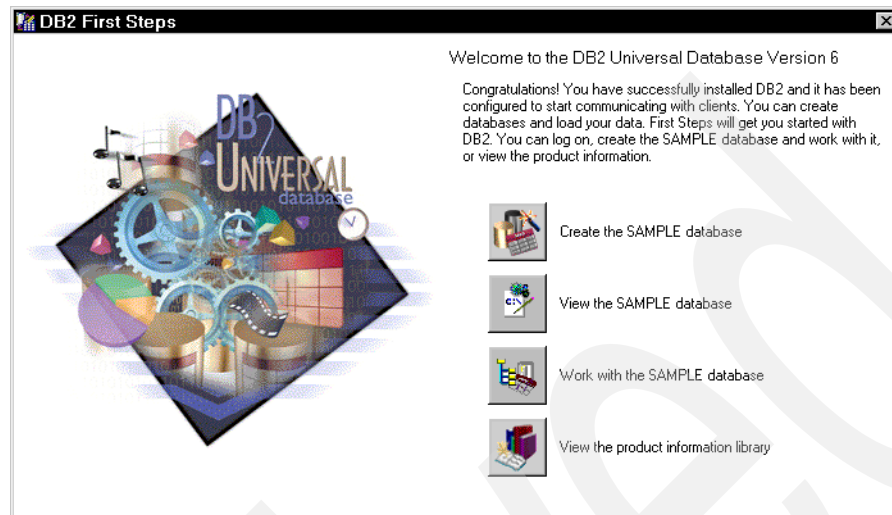 DB2 First Steps
Welcome to the DB2 Universal Database Version 6
Congratulations! You have successfully installed DB2 and it has been
configured to start communicating with clients. You can create
databases and load your data. First Steps will get you started with
DB2. You can log on, create the SAMPLE database and work with it,
or view the product information.
DB2
UNIVERSAL
database
Create the SAMPLE database
View the SAMPLE database
Work with the SAMPLE database
View the product information library